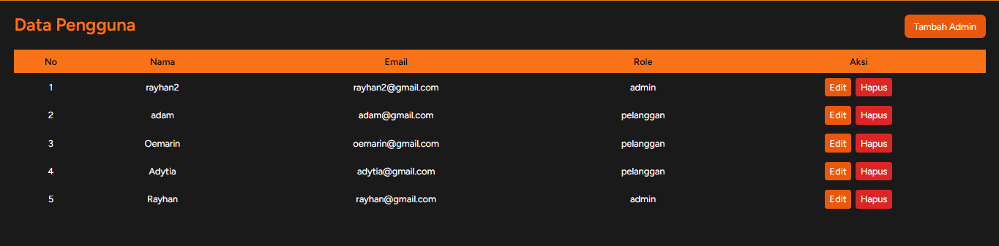 Data Pengguna
Tambah Admin
No Nama Email Role Aksi
1 rayhan2 rayhan2@gmail.com admin Edit Hapus
2 adam adam@gmail.com pelanggan Edit Hapus
3 Oemarin oemarin@gmail.com pelanggan Edit Hapus
4 Adytia adytia@gmail.com pelanggan Edit Hapus
5 Rayhan rayhan@gmail.com admin Edit Hapus